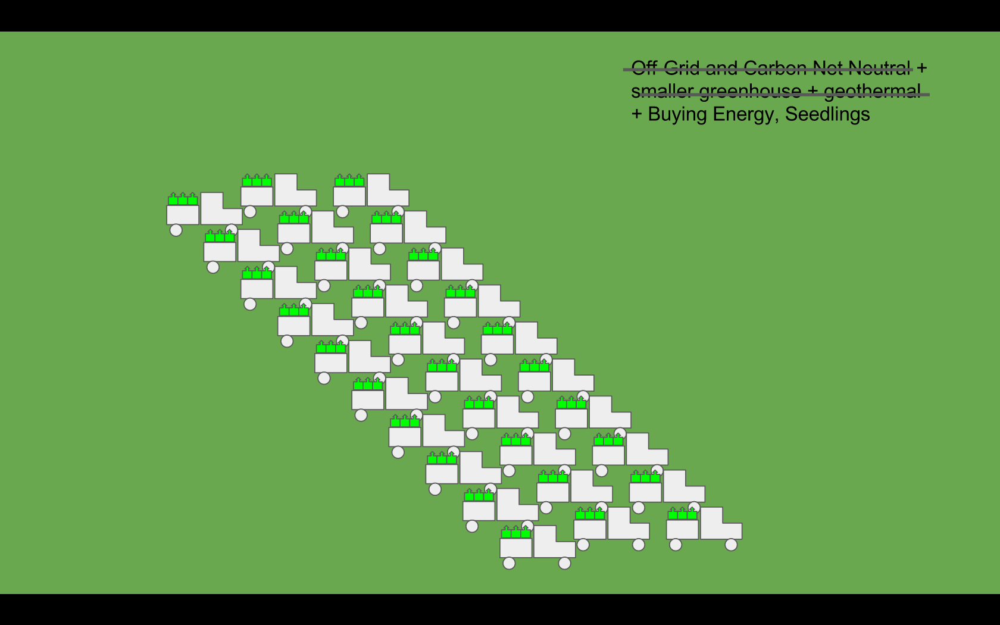 Off Grid and Carbon Net Neutral +
smaller greenhouse + geothermal
+ Buying Energy, Seedlings